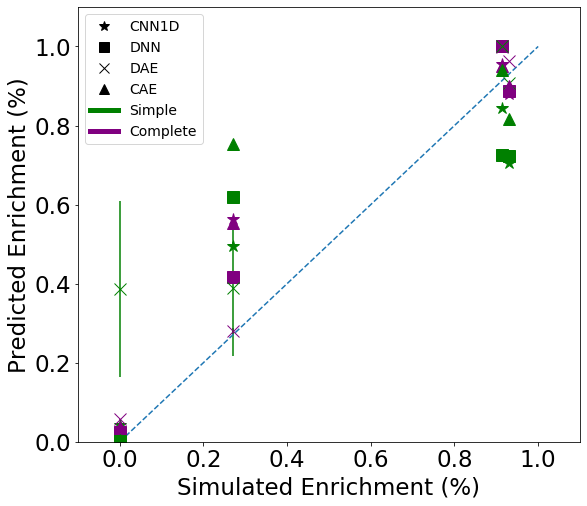 CNN1D
DNN
DAE
CAE
Simple
Complete
1.0
0.8
0.6
0.4
0.2
0.0
Predicted Enrichment (%)
0.0 0.2 0.4 0.6 0.8 1.0
Simulated Enrichment (%)